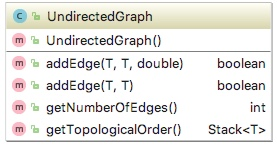 C UndirectedGraph
m UndirectedGraph()
m addEdge(T, T, double) boolean
m addEdge(T, T) boolean
m getNumberOfEdges() int
m getTopologicalOrder() Stack<T>